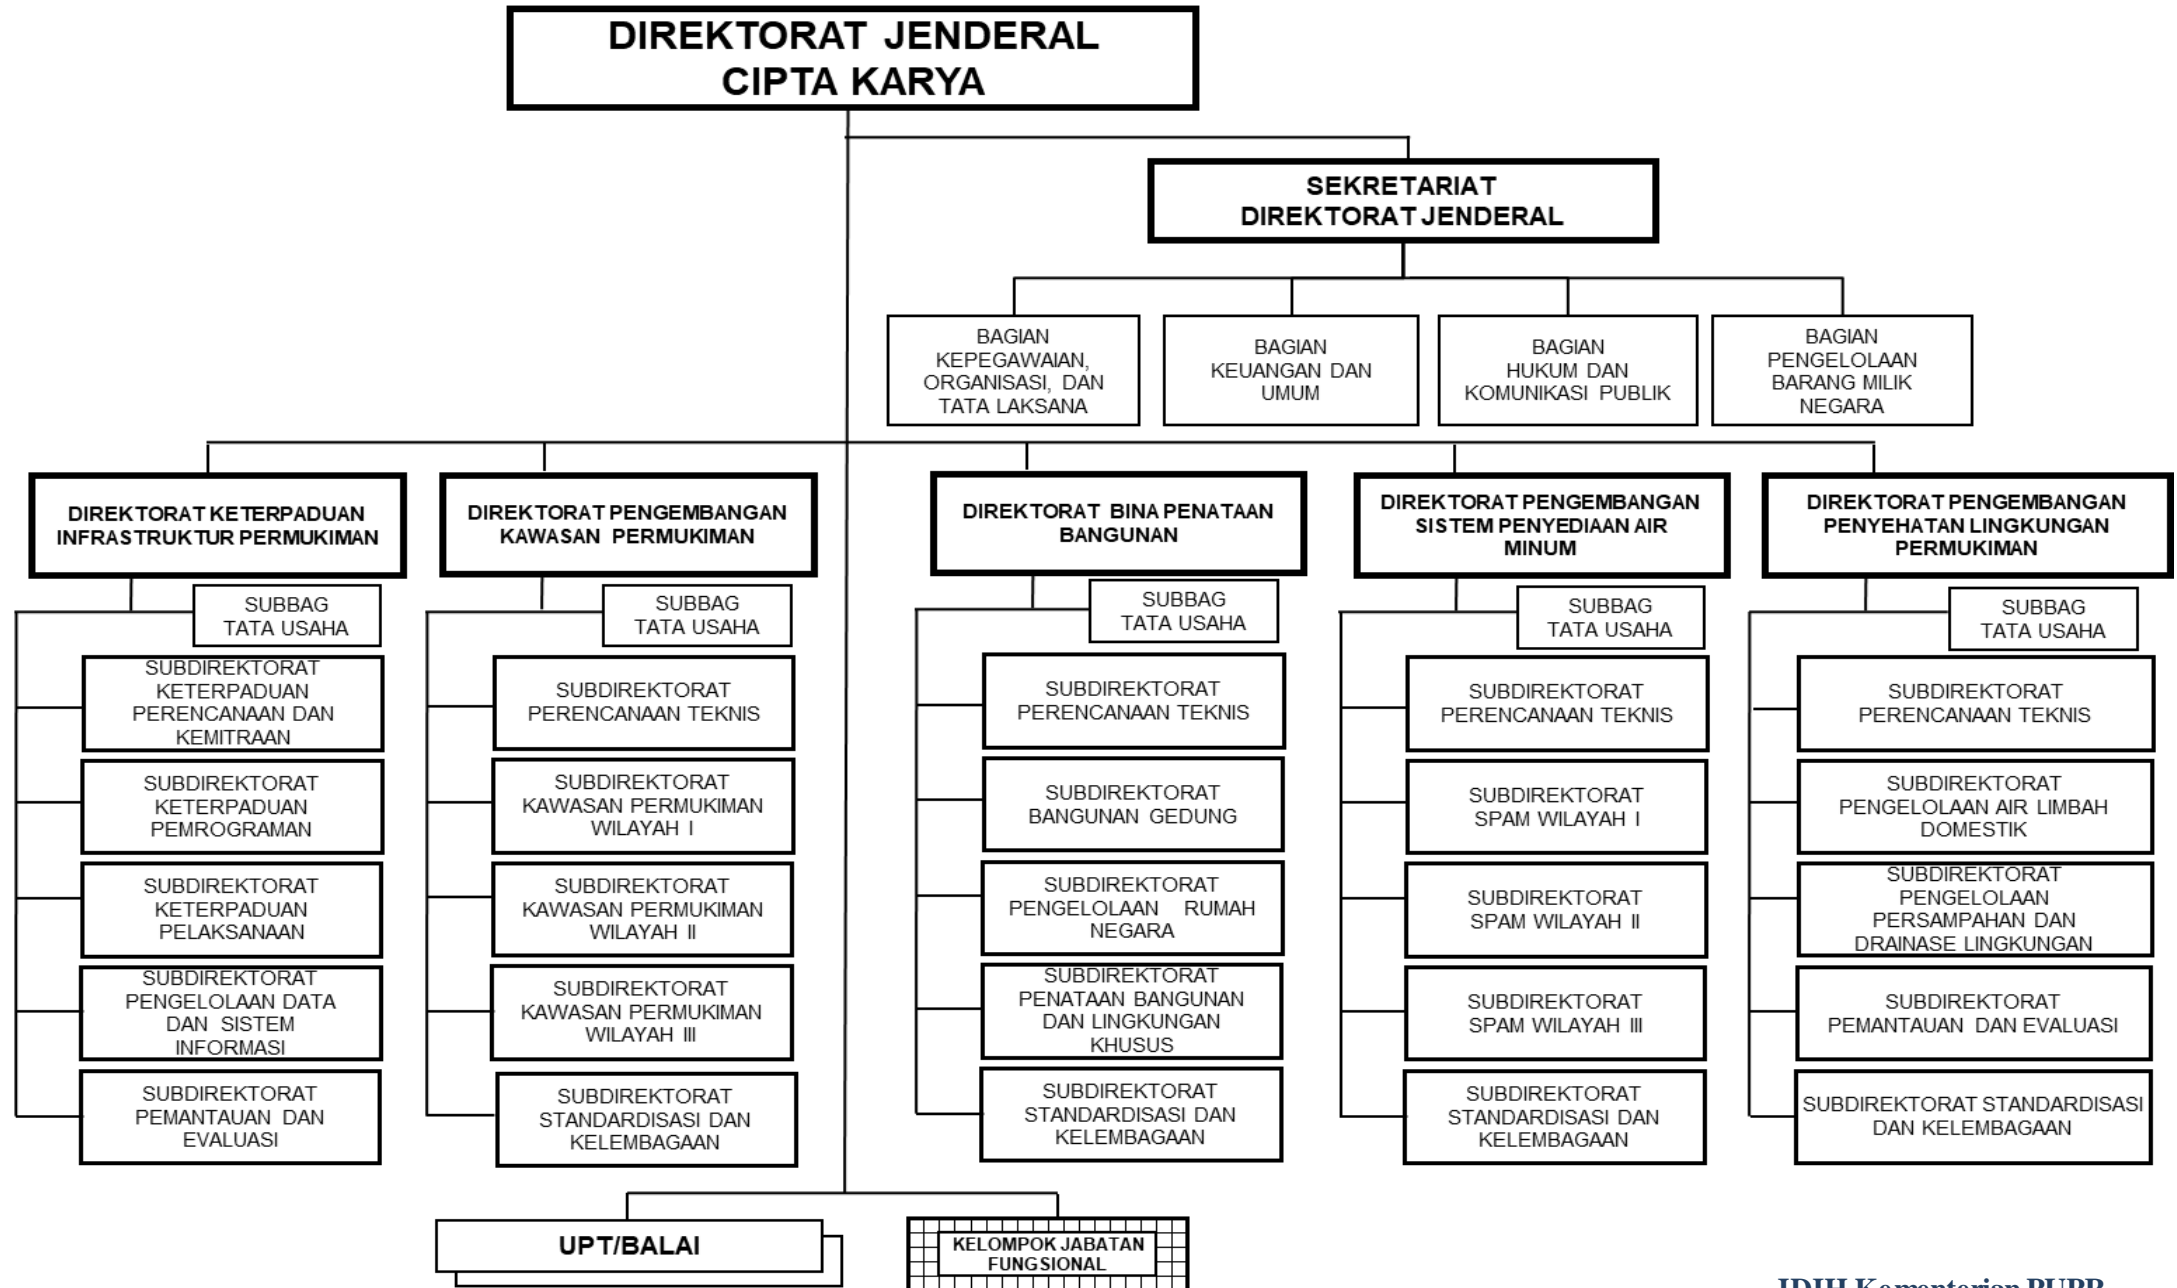 DIREKTORAT JENDERAL
CIPTA KARYA
SEKRETARIAT
DIREKTORAT JENDERAL
BAGIAN
KEPEGAWAIAN,
ORGANISASI, DAN
TATA LAKSANA
BAGIAN
KEUANGAN DAN
UMUM
BAGIAN
HUKUM DAN
KOMUNIKASI PUBLIK
BAGIAN
PENGELOLAAN
BARANG MILIK
NEGARA
DIREKTORAT KETERPADUAN
INFRASTRUKTUR PERMUKIMAN
SUBBAG
TATA USAHA
SUBDIREKTORAT
KETERPADUAN
PERENCANAAN DAN
KEMITRAAN
SUBDIREKTORAT
KETERPADUAN
PEMROGRAMAN
SUBDIREKTORAT
KETERPADUAN
PELAKSANAAN
SUBDIREKTORAT
PENGELOLAAN DATA
DAN SISTEM
INFORMASI
SUBDIREKTORAT
PEMANTAUAN DAN
EVALUASI
DIREKTORAT PENGEMBANGAN
KAWASAN PERMUKIMAN
SUBBAG
TATA USAHA
SUBDIREKTORAT
PERENCANAAN TEKNIS
SUBDIREKTORAT
KAWASAN PERMUKIMAN
WILAYAH I
SUBDIREKTORAT
KAWASAN PERMUKIMAN
WILAYAH II
SUBDIREKTORAT
KAWASAN PERMUKIMAN
WILAYAH III
SUBDIREKTORAT
STANDARDISASI DAN
KELEMBAGAAN
DIREKTORAT BINA PENATAAN
BANGUNAN
SUBBAG
TATA USAHA
SUBDIREKTORAT
PERENCANAAN TEKNIS
SUBDIREKTORAT
BANGUNAN GEDUNG
SUBDIREKTORAT
PENGELOLAAN RUMAH
NEGARA
SUBDIREKTORAT
PENATAAN BANGUNAN
DAN LINGKUNGAN
KHUSUS
SUBDIREKTORAT
STANDARDISASI DAN
KELEMBAGAAN
DIREKTORAT PENGEMBANGAN
SISTEM PENYEDIAAN AIR
MINUM
SUBBAG
TATA USAHA
SUBDIREKTORAT
PERENCANAAN TEKNIS
SUBDIREKTORAT
SPAM WILAYAH I
SUBDIREKTORAT
SPAM WILAYAH II
SUBDIREKTORAT
SPAM WILAYAH III
SUBDIREKTORAT
STANDARDISASI DAN
KELEMBAGAAN
DIREKTORAT PENGEMBANGAN
PENYEHATAN LINGKUNGAN
PERMUKIMAN
SUBBAG
TATA USAHA
SUBDIREKTORAT
PERENCANAAN TEKNIS
SUBDIREKTORAT
PENGELOLAAN AIR LIMBAH
DOMESTIK
SUBDIREKTORAT
PENGELOLAAN
PERSAMPAHAN DAN
DRAINASE LINGKUNGAN
SUBDIREKTORAT
PEMANTAUAN DAN EVALUASI
SUBDIREKTORAT STANDARDISASI
DAN KELEMBAGAAN
UPT/BALAI
KELOMPOK JABATAN
FUNGSIONAL
JDIH Kementerian PUPR